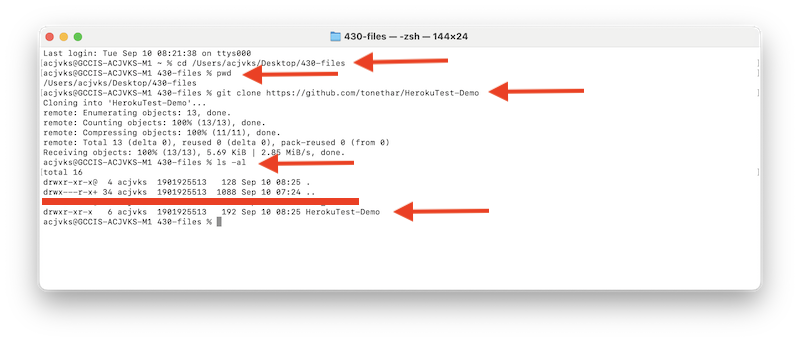 430-files — -zsh — 144×24
Last login: Tue Sep 10 08:21:38 on ttys000
[acjvks@GCCIS-ACJVKS-M1 ~ % cd /Users/acjvks/Desktop/430-files ]
[acjvks@GCCIS-ACJVKS-M1 430-files % pwd ]
/Users/acjvks/Desktop/430-files
[acjvks@GCCIS-ACJVKS-M1 430-files % git clone https://github.com/tonethar/HerokuTest-Demo ]
Cloning into 'HerokuTest-Demo'...
remote: Enumerating objects: 13, done.
remote: Counting objects: 100% (13/13), done.
remote: Compressing objects: 100% (11/11), done.
remote: Total 13 (delta 0), reused 0 (delta 0), pack-reused 0 (from 0)
Receiving objects: 100% (13/13), 5.69 KiB | 2.85 MiB/s, done.
[acjvks@GCCIS-ACJVKS-M1 430-files % ls -al ]
total 16
drwxr-xr-x@  4 acjvks  1901925513   128 Sep 10 08:25 .
drwx---r-x+ 34 acjvks  1901925513  1088 Sep 10 07:24 ..
drwxr-xr-x   6 acjvks  1901925513   192 Sep 10 08:25 HerokuTest-Demo
acjvks@GCCIS-ACJVKS-M1 430-files %